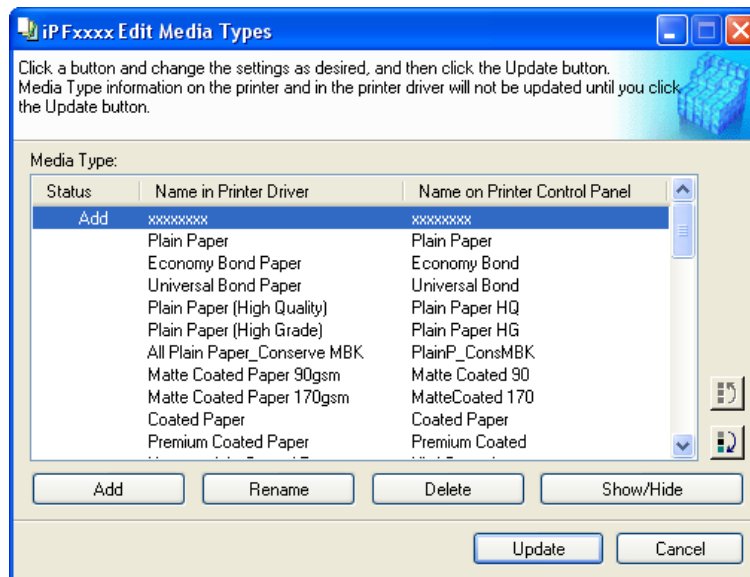 iPFxxxx Edit Media Types
Click a button and change the settings as desired, and then click the Update button.
Media Type information on the printer and in the printer driver will not be updated until you click
the Update button.
Media Type:
Status Name in Printer Driver Name on Printer Control Panel
Add xxxxxxxx xxxxxxxx
Plain Paper Plain Paper
Economy Bond Paper Economy Bond
Universal Bond Paper Universal Bond
Plain Paper (High Quality) Plain Paper HQ
Plain Paper (High Grade) Plain Paper HG
All Plain Paper_Conserve MBK PlainP_ConsMBK
Matte Coated Paper 90gsm Matte Coated 90
Matte Coated Paper 170gsm MatteCoated 170
Coated Paper Coated Paper
Premium Coated Paper Premium Coated
Add Rename Delete Show/Hide
Update Cancel